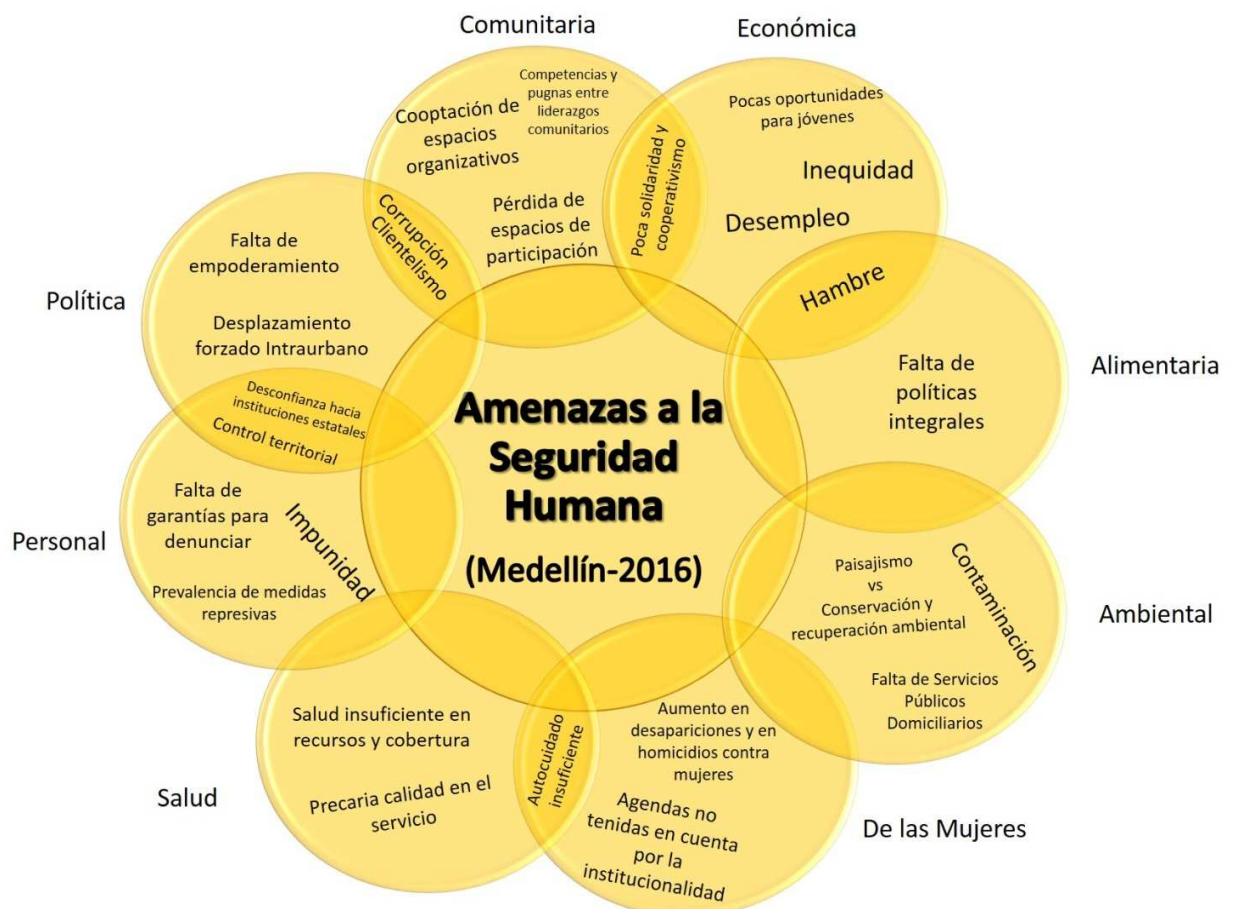 Comunitaria
Económica
Competencias y
pugnas entre
liderazgos
comunitarios
Cooptación de
espacios
organizativos
Pérdida de
espacios de
participación
Poca solidaridad y
cooperativismo
Pocas oportunidades
para jóvenes
Inequidad
Desempleo
Corrupción
Clientelismo
Hambre
Política
Falta de
empoderamiento
Desplazamiento
forzado Intraurbano
Desconfianza hacia
instituciones estatales
Control territorial
Alimentaria
Falta de
políticas
integrales
Amenazas a la
Seguridad
Humana
(Medellín-2016)
Personal
Falta de
garantías para
denunciar
Impunidad
Prevalencia de medidas
represivas
Ambiental
Paisajismo
vs
Conservación y
recuperación ambiental
Contaminación
Falta de Servicios
Públicos
Domiciliarios
Salud
Salud insuficiente en
recursos y cobertura
Precaria calidad en el
servicio
Autocuidado
insuficiente
De las Mujeres
Aumento en
desapariciones y en
homicidios contra
mujeres
Agendas no
tenidas en cuenta
por la
institucionalidad